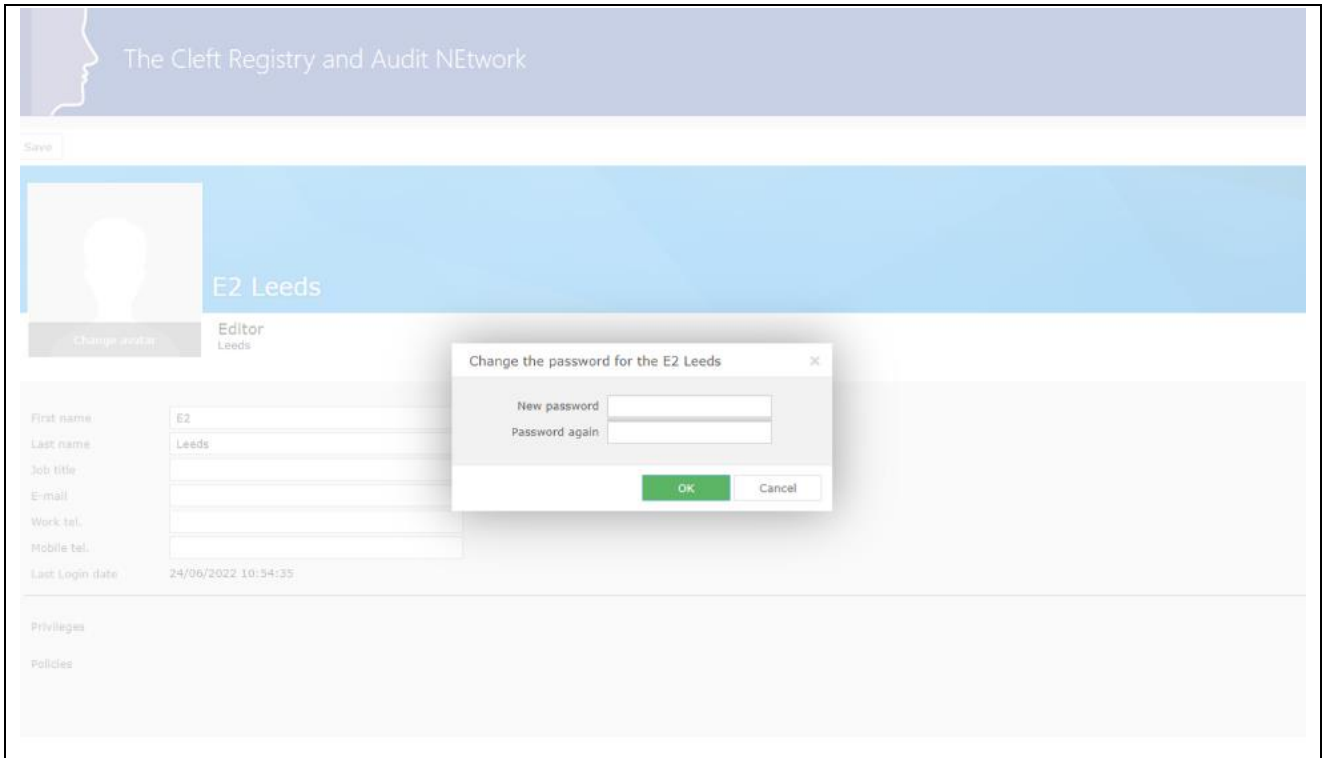 The Cleft Registry and Audit NEtwork
Save
E2 Leeds
Change avatar
Editor
Leeds
Change the password for the E2 Leeds
New password
Password again
OK Cancel
First name E2
Last name Leeds
Job title
E-mail
Work tel.
Mobile tel.
Last Login date 24/06/2022 10:54:35
Privileges
Policies